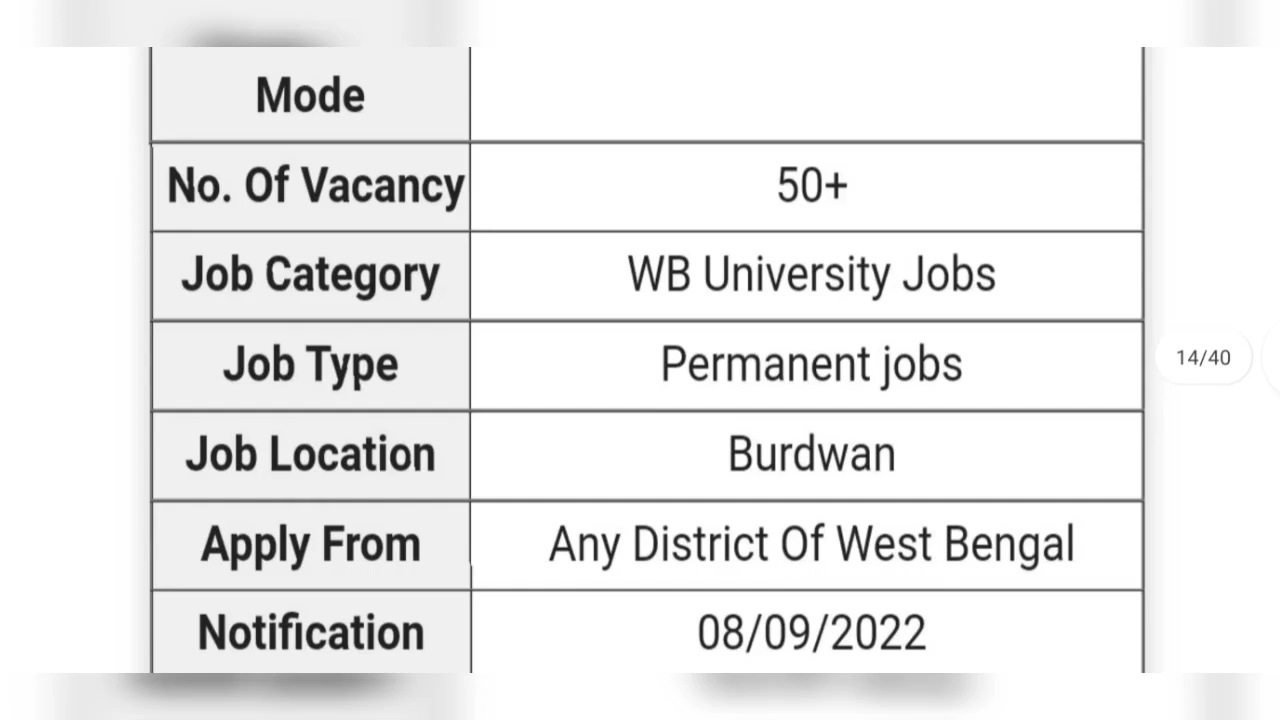 Mode
No. Of Vacancy 50+
Job Category WB University Jobs
Job Type Permanent jobs
Job Location Burdwan
Apply From Any District Of West Bengal
Notification 08/09/2022
14/40